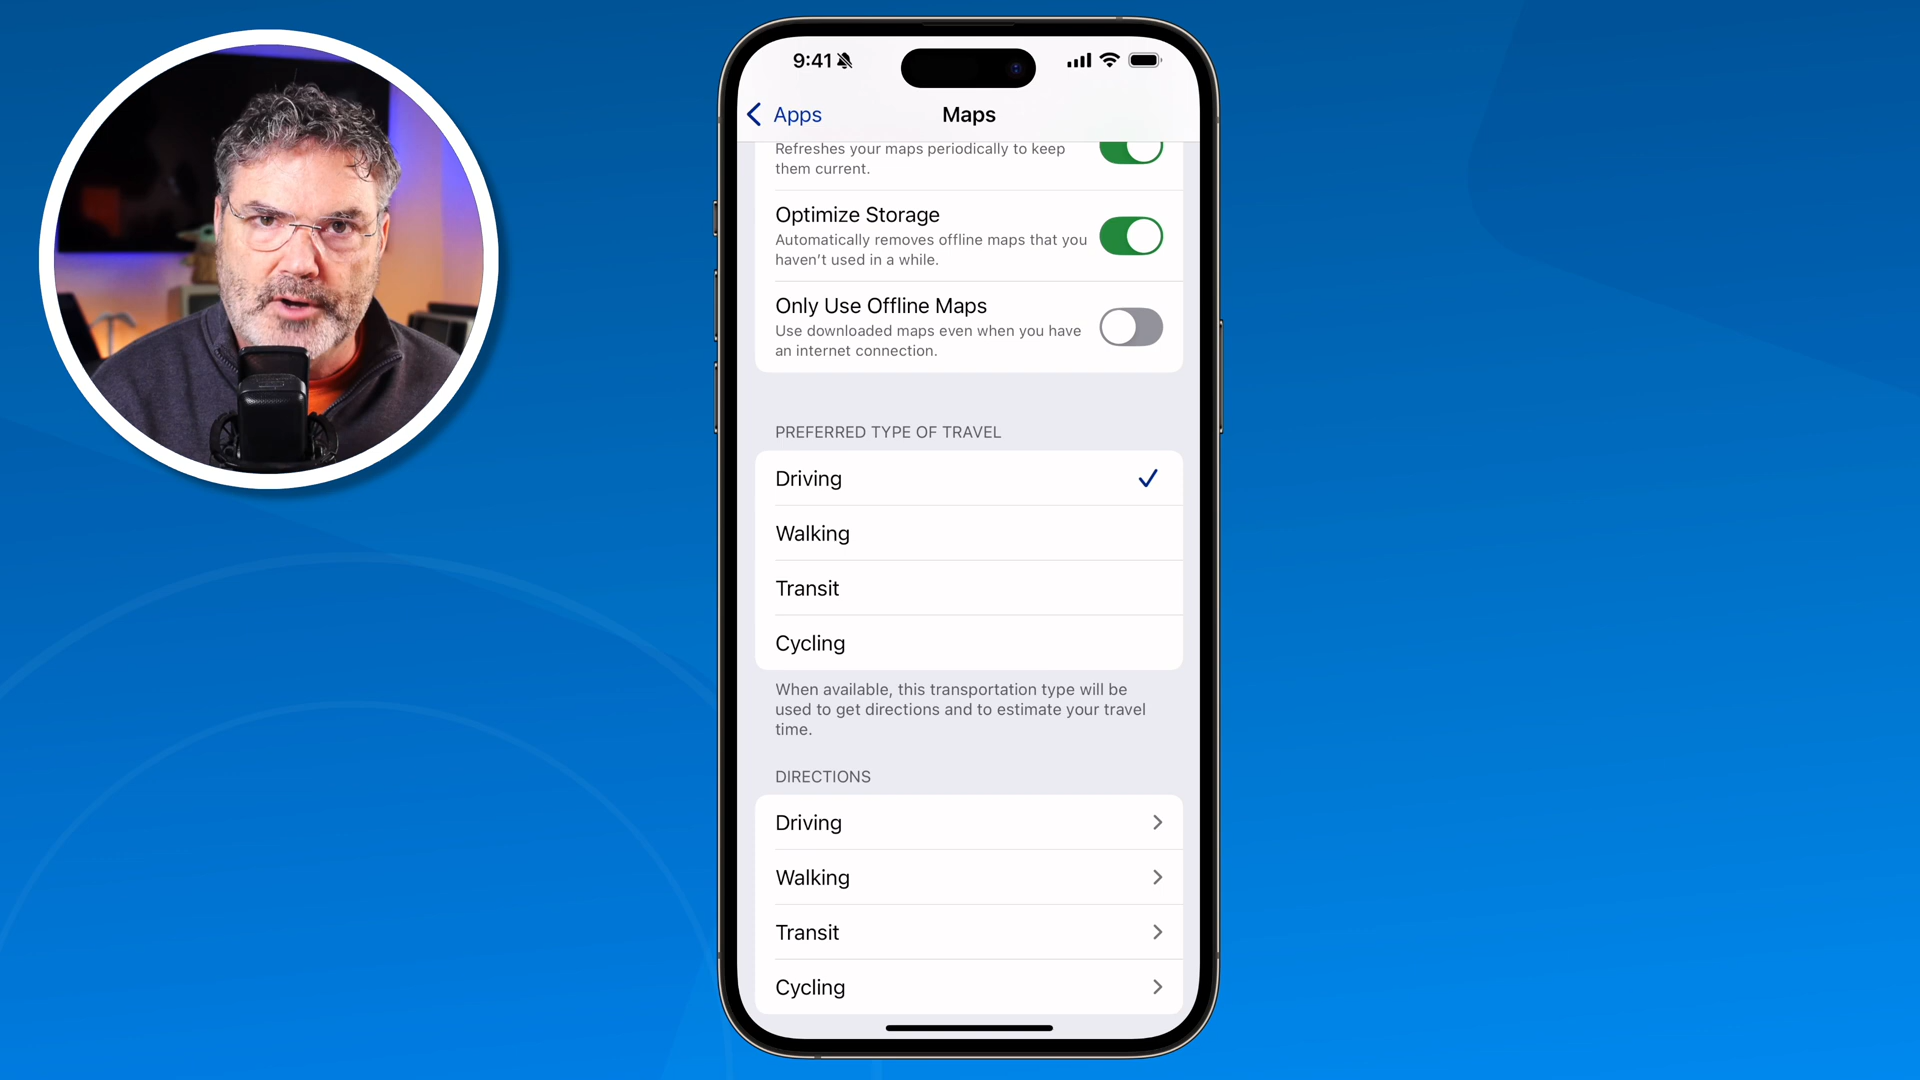 9:41
Apps
Maps
Refreshes your maps periodically to keep
them current.
Optimize Storage
Automatically removes offline maps that you
haven’t used in a while.
Only Use Offline Maps
Use downloaded maps even when you have
an internet connection.
PREFERRED TYPE OF TRAVEL
Driving
Walking
Transit
Cycling
When available, this transportation type will be
used to get directions and to estimate your travel
time.
DIRECTIONS
Driving
Walking
Transit
Cycling